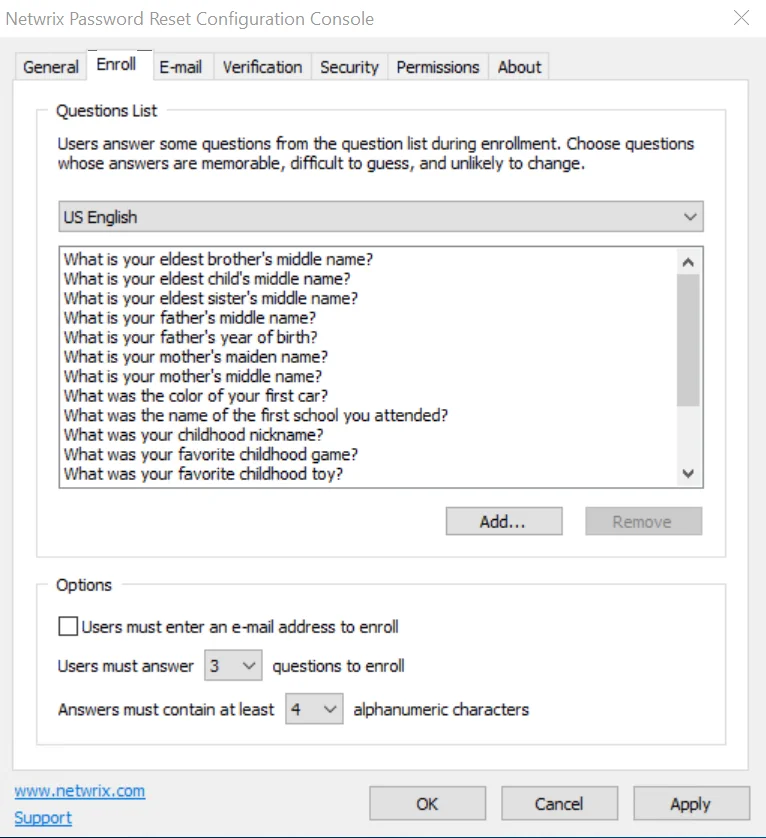 Netwrix Password Reset Configuration Console
General Enroll E-mail Verification Security Permissions About
Questions List
Users answer some questions from the question list during enrollment. Choose questions
whose answers are memorable, difficult to guess, and unlikely to change.
US English
What is your eldest brother's middle name?
What is your eldest child's middle name?
What is your eldest sister's middle name?
What is your father's middle name?
What is your father's year of birth?
What is your mother's maiden name?
What is your mother's middle name?
What was the color of your first car?
What was the name of the first school you attended?
What was your childhood nickname?
What was your favorite childhood game?
What was your favorite childhood toy?
Add... Remove
Options
Users must enter an e-mail address to enroll
Users must answer 3 questions to enroll
Answers must contain at least 4 alphanumeric characters
www.netwrix.com
Support
OK Cancel Apply